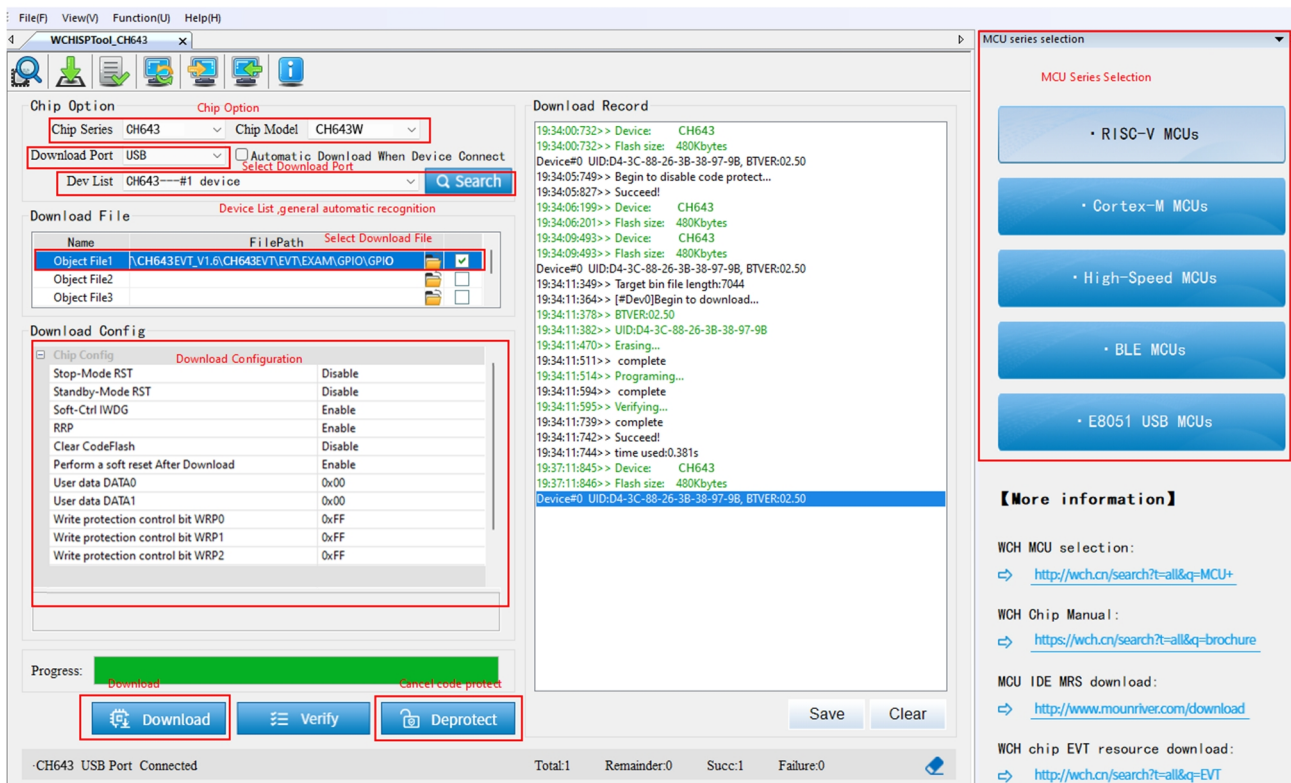 File(F) View(V) Function(U) Help(H)
WCHISPTool_CH643 x
MCU series selection
MCU Series Selection
Chip Option
Chip Option
Chip Series CH643 Chip Model CH643W
Download Port USB Automatic Download When Device Connect
Select Download Port
Dev List CH643---#1 device Search
Device List ,general automatic recognition
Download File
Name FilePath
Select Download File
Object File1 \CH643EVT_V1.6\CH643EVT\EVT\EXAM\GPIO\GPIO
Object File2
Object File3
Download Config
Chip Config
Download Configuration
Stop-Mode RST Disable
Standby-Mode RST Disable
Soft-Ctrl IWDG Enable
RRP Enable
Clear CodeFlash Disable
Perform a soft reset After Download Enable
User data DATA0 0x00
User data DATA1 0x00
Write protection control bit WRP0 0xFF
Write protection control bit WRP1 0xFF
Write protection control bit WRP2 0xFF
Progress:
Download
Cancel code protect
Download Verify Deprotect
Download Record
19:34:00:732>> Device: CH643
19:34:00:732>> Flash size: 480Kbytes
Device#0 UID:D4-3C-88-26-3B-38-97-9B, BTVER:02.50
19:34:05:749>> Begin to disable code protect...
19:34:05:827>> Succeed!
19:34:06:199>> Device: CH643
19:34:06:201>> Flash size: 480Kbytes
19:34:09:493>> Device: CH643
19:34:09:493>> Flash size: 480Kbytes
Device#0 UID:D4-3C-88-26-3B-38-97-9B, BTVER:02.50
19:34:11:349>> Target bin file length:7044
19:34:11:364>> [#Dev0]Begin to download...
19:34:11:378>> BTVER:02.50
19:34:11:382>> UID:D4-3C-88-26-3B-38-97-9B
19:34:11:470>> Erasing...
19:34:11:511>> complete
19:34:11:514>> Programing...
19:34:11:594>> complete
19:34:11:595>> Verifying...
19:34:11:739>> complete
19:34:11:742>> Succeed!
19:34:11:744>> time used:0.381s
19:37:11:845>> Device: CH643
19:37:11:846>> Flash size: 480Kbytes
Device#0 UID:D4-3C-88-26-3B-38-97-9B, BTVER:02.50
Save Clear
· RISC-V MCUs
· Cortex-M MCUs
· High-Speed MCUs
· BLE MCUs
· E8051 USB MCUs
【More information】
WCH MCU selection:
http://wch.cn/search?t=all&q=MCU+
WCH Chip Manual:
https://wch.cn/search?t=all&q=brochure
MCU IDE MRS download:
http://www.mounriver.com/download
WCH chip EVT resource download:
http://wch.cn/search?t=all&q=EVT
·CH643 USB Port Connected Total:1 Remainder:0 Succ:1 Failure:0